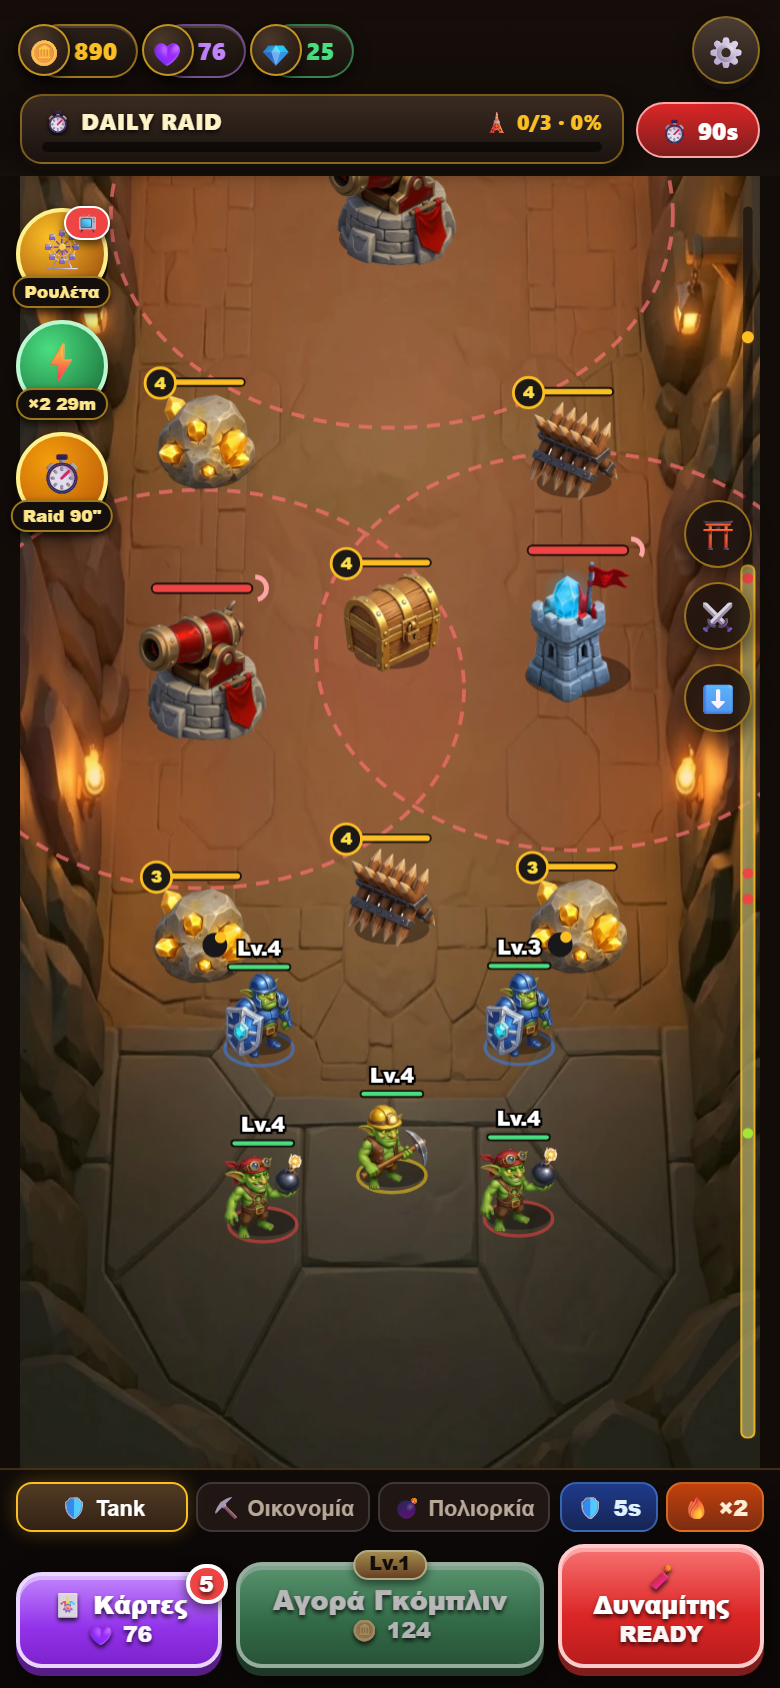 890
76
25
DAILY RAID
0/3 · 0%
90s
Ρουλέτα
×2 29m
Raid 90"
4
4
4
4
3
3
Lv.4
Lv.3
Lv.4
Lv.4
Lv.4
Tank
Οικονομία
Πολιορκία
5s
×2
5
Κάρτες
76
Lv.1
Αγορά Γκόμπλιν
124
Δυναμίτης
READY